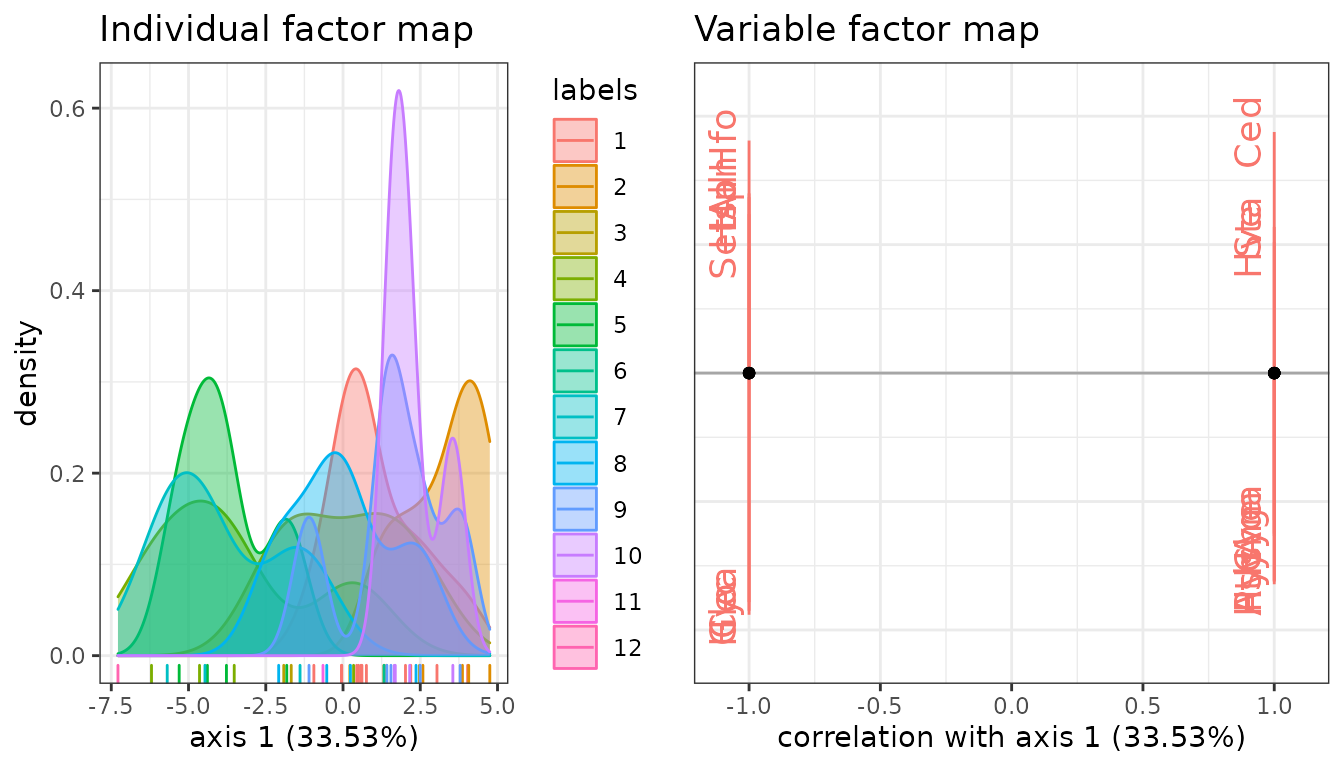 Individual factor map
Variable factor map
labels
1
2
3
4
5
6
7
8
9
10
11
12
density
0.6
0.4
0.2
0.0
-7.5 -5.0 -2.5 0.0 2.5 5.0
axis 1 (33.53%)
Ced
-1.0 -0.5 0.0 0.5 1.0
correlation with axis 1 (33.53%)